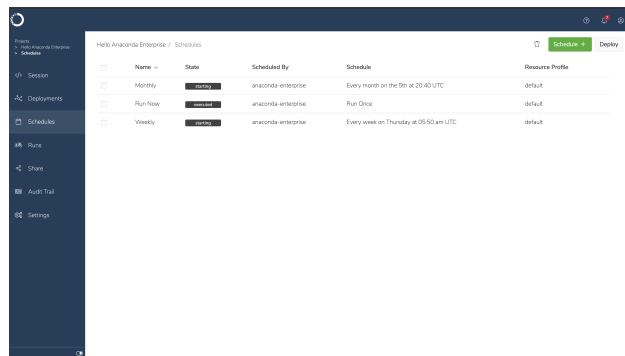 Projects
> Hello Anaconda Enterprise
> Schedules
Session
Deployments
Schedules
Runs
Share
Audit Trail
Settings
Hello Anaconda Enterprise / Schedules
Schedule +
Deploy
Name State Scheduled By Schedule Resource Profile
Monthly starting anaconda-enterprise Every month on the 5th at 20:40 UTC default
Run Now executed anaconda-enterprise Run Once default
Weekly starting anaconda-enterprise Every week on Thursday at 05:50 am UTC default